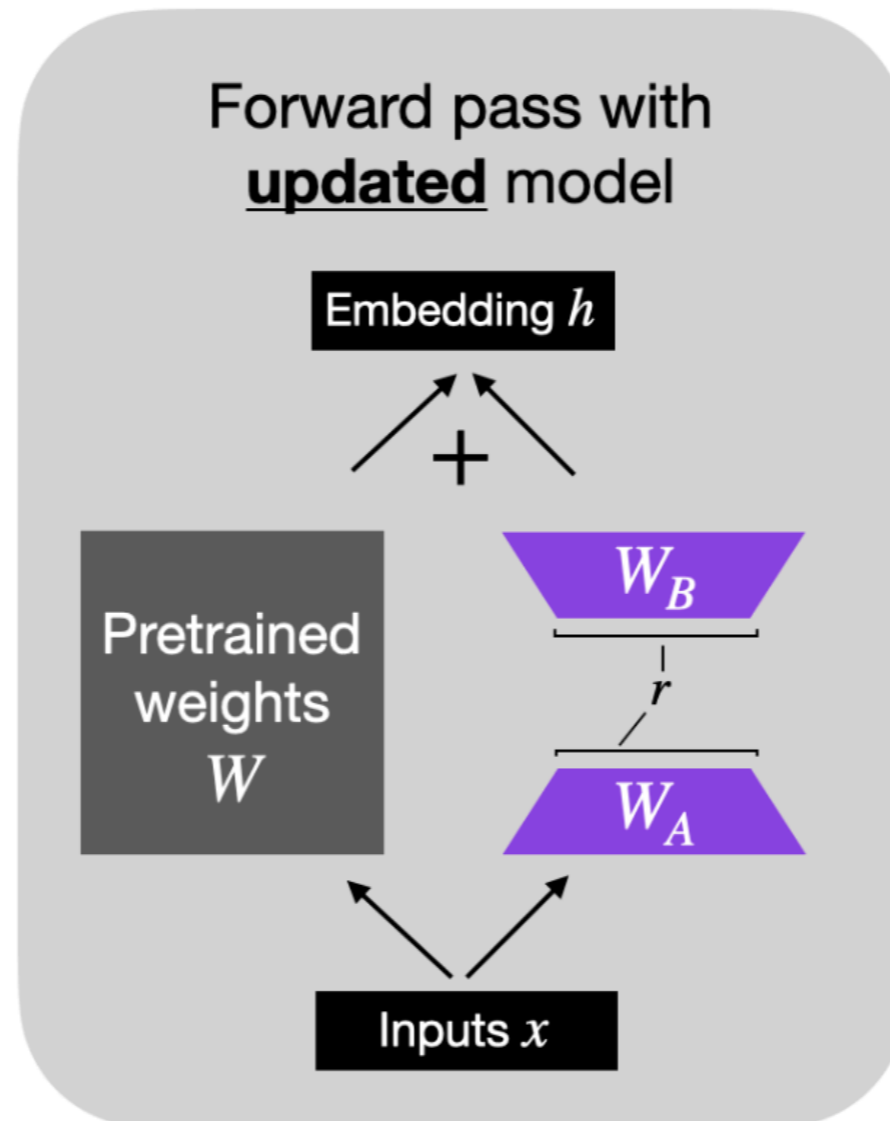 Forward pass with
updated model
Embedding h
+
Pretrained
weights
W
W_B
r
W_A
Inputs x